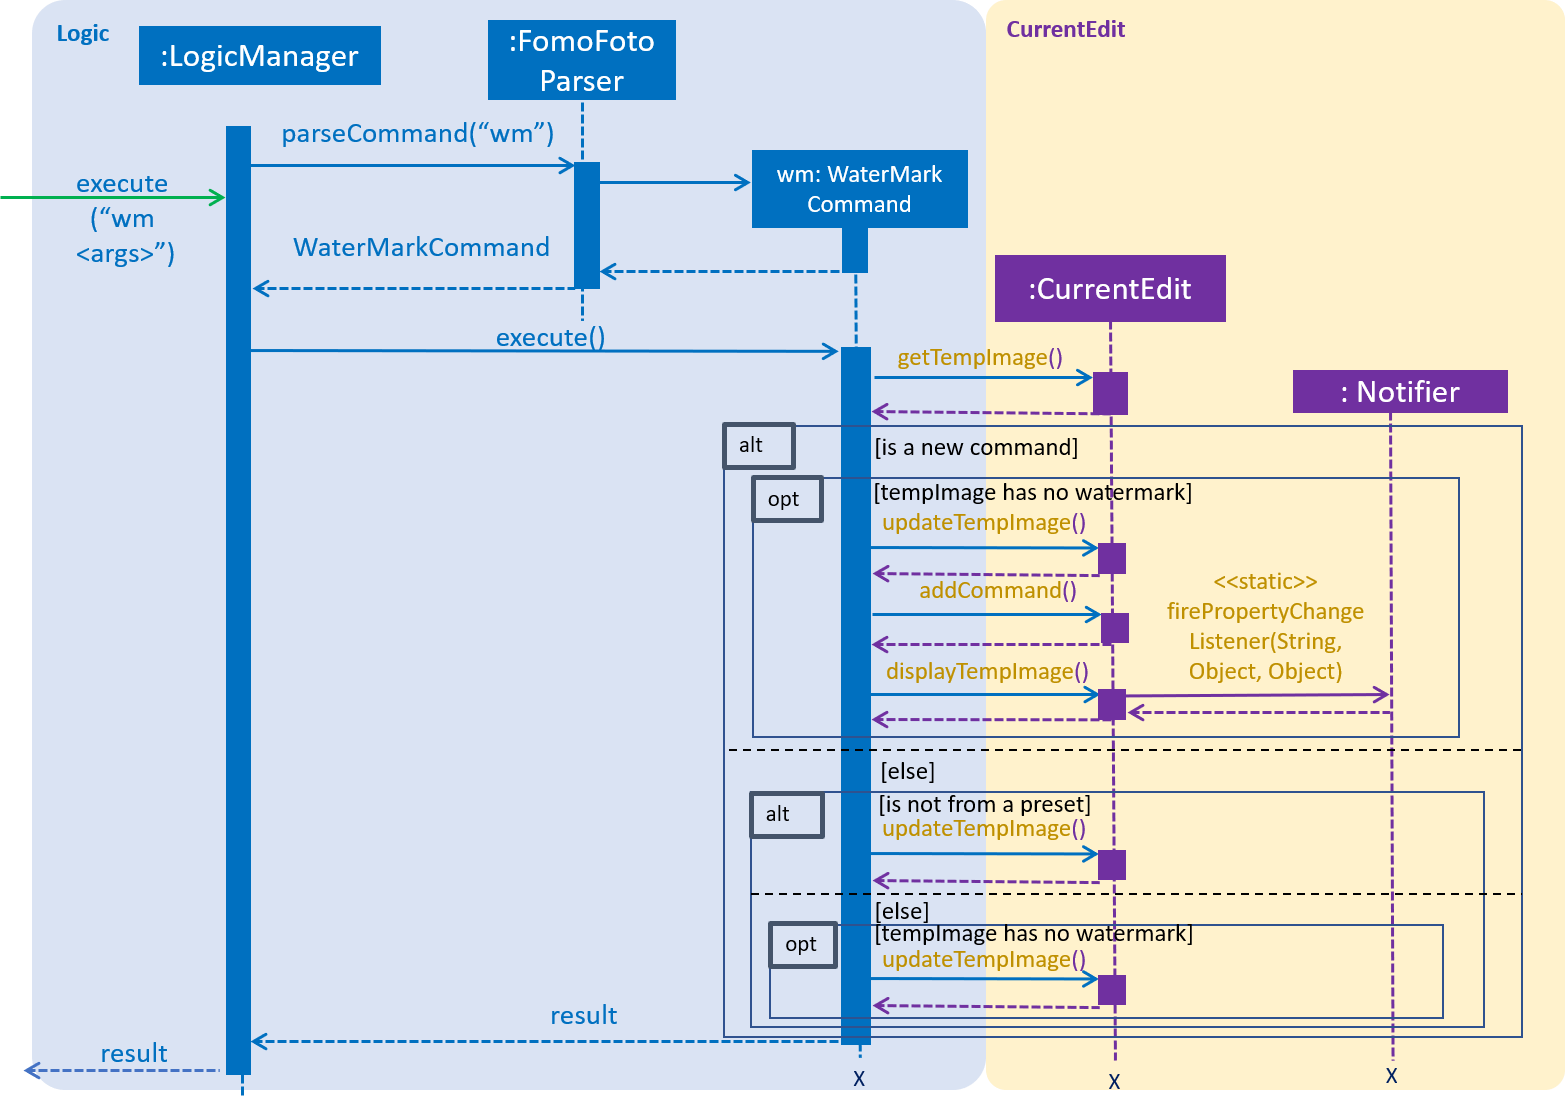 Logic
CurrentEdit
:LogicManager
:FomoFoto
Parser
parseCommand(“wm”)
wm: WaterMark
Command
execute
(“wm
<args>”)
WaterMarkCommand
:CurrentEdit
execute()
getTempImage()
: Notifier
alt
[is a new command]
opt
[tempImage has no watermark]
updateTempImage()
<<static>>
firePropertyChange
Listener(String,
Object, Object)
addCommand()
displayTempImage()
[else]
alt
[is not from a preset]
updateTempImage()
[else]
opt
[tempImage has no watermark]
updateTempImage()
result
result
X
X
X